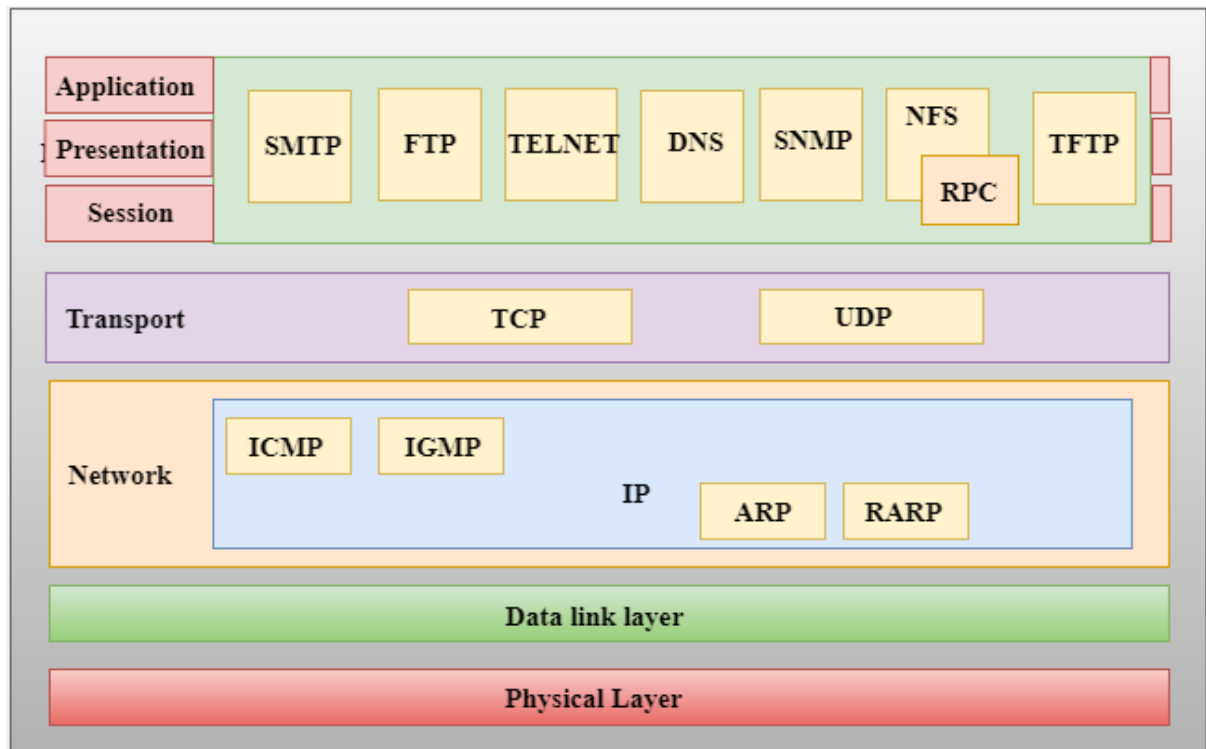 Application
Presentation
Session
SMTP
FTP
TELNET
DNS
SNMP
NFS
RPC
TFTP
Transport
TCP
UDP
Network
ICMP
IGMP
IP
ARP
RARP
Data link layer
Physical Layer